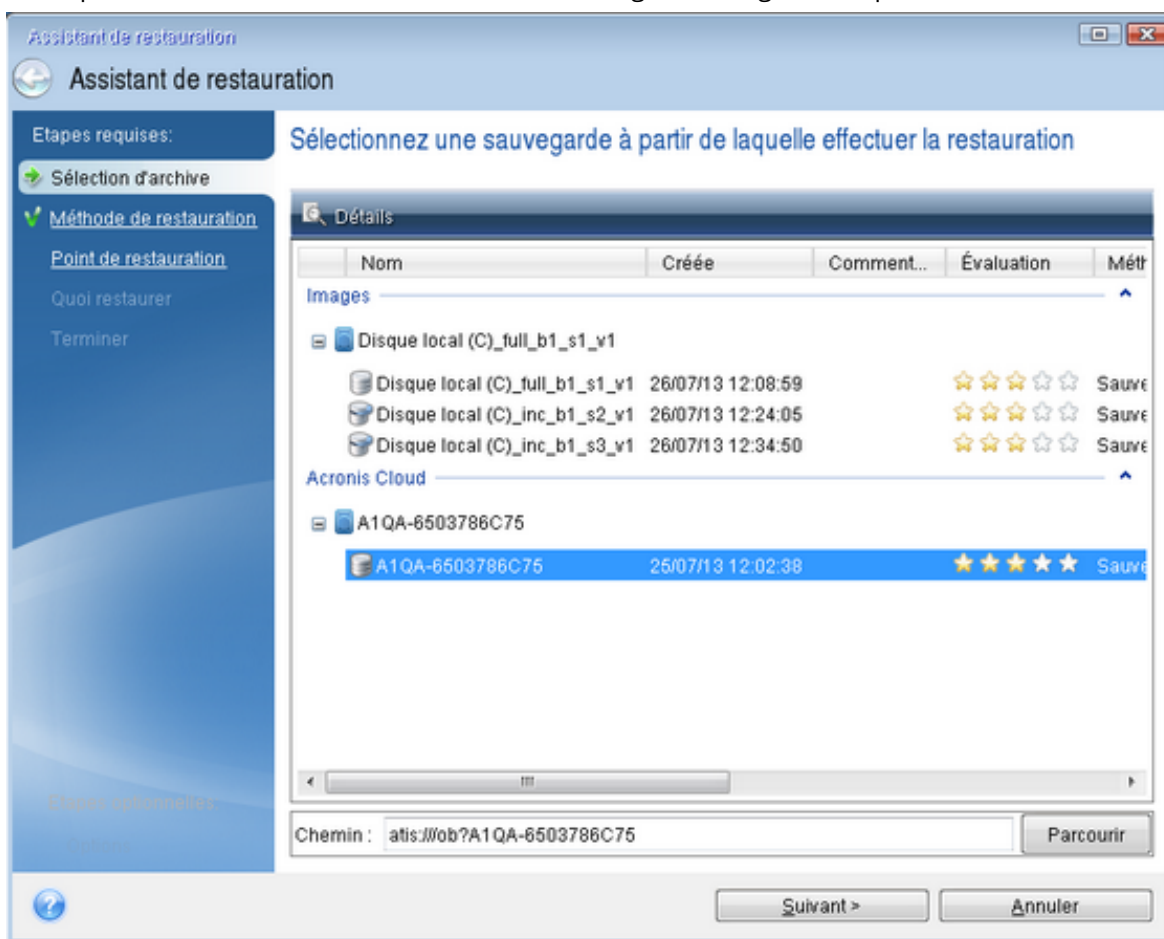 Assistant de restauration
Assistant de restauration
Etapes requises:
Sélection d'archive
Méthode de restauration
Point de restauration
Quoi restaurer
Terminer
Etapes optionnelles
Sélectionnez une sauvegarde à partir de laquelle effectuer la restauration
Détails
Nom Créée Comment... Évaluation Méth
Images
Disque local (C)_full_b1_s1_v1
Disque local (C)_full_b1_s1_v1 26/07/13 12:08:59 Sauve
Disque local (C)_inc_b1_s2_v1 26/07/13 12:24:05 Sauve
Disque local (C)_inc_b1_s3_v1 26/07/13 12:34:50 Sauve
Acronis Cloud
A1QA-6503786C75
A1QA-6503786C75 25/07/13 12:02:38 Sauve
Chemin : atis:///ob?A1QA-6503786C75 Parcourir
Suivant > Annuler